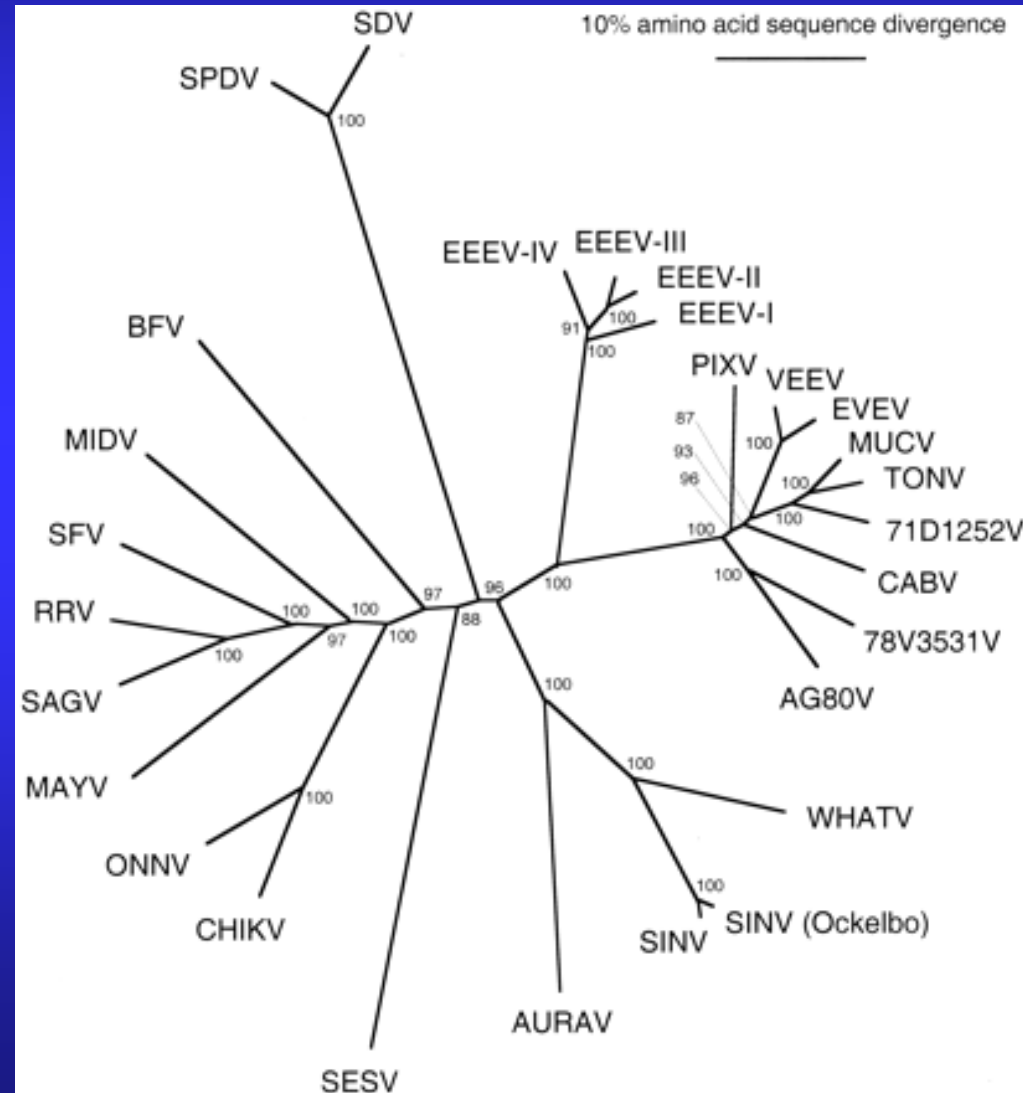 SDV
10% amino acid sequence divergence
SPDV
100
EEEV-IV
EEEV-III
EEEV-II
EEEV-I
91
100
100
BFV
PIXV
VEEV
EVEV
MUCV
TONV
71D1252V
CABV
78V3531V
AG80V
87
93
96
100
100
100
100
100
MIDV
SFV
RRV
SAGV
MAYV
ONNV
CHIKV
100
100
97
100
100
100
97
88
96
100
SESV
100
AURAV
100
WHATV
100
SINV
SINV (Ockelbo)